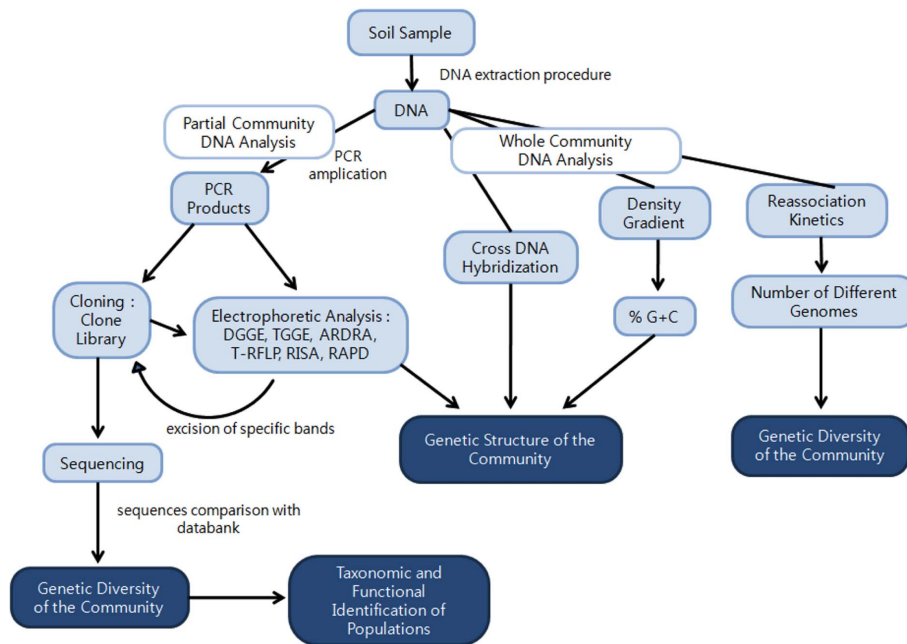 Soil Sample
DNA extraction procedure
DNA
Partial Community
DNA Analysis
Whole Community
DNA Analysis
PCR
amplication
PCR
Products
Density
Gradient
Reassociation
Kinetics
Cross DNA
Hybridization
Cloning :
Clone
Library
Electrophoretic Analysis :
DGGE, TGGE, ARDRA,
T-RFLP, RISA, RAPD
% G+C
Number of Different
Genomes
excision of specific bands
Genetic Structure of the
Community
Genetic Diversity
of the Community
Sequencing
sequences comparison with
databank
Genetic Diversity
of the Community
Taxonomic and
Functional
Identification of
Populations